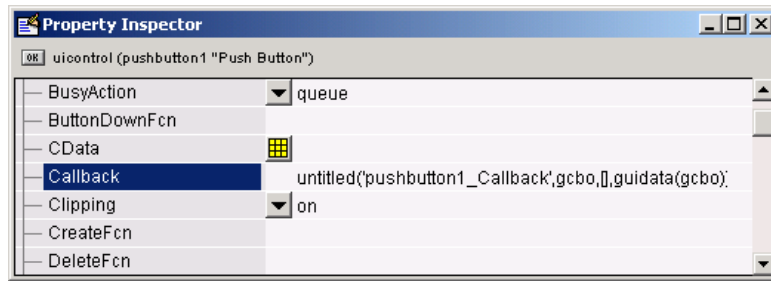 Property Inspector
OK uicontrol (pushbutton1 "Push Button")
BusyAction queue
ButtonDownFcn
CData
Callback untitled('pushbutton1_Callback',gcbo,[],guidata(gcbo)
Clipping on
CreateFcn
DeleteFcn